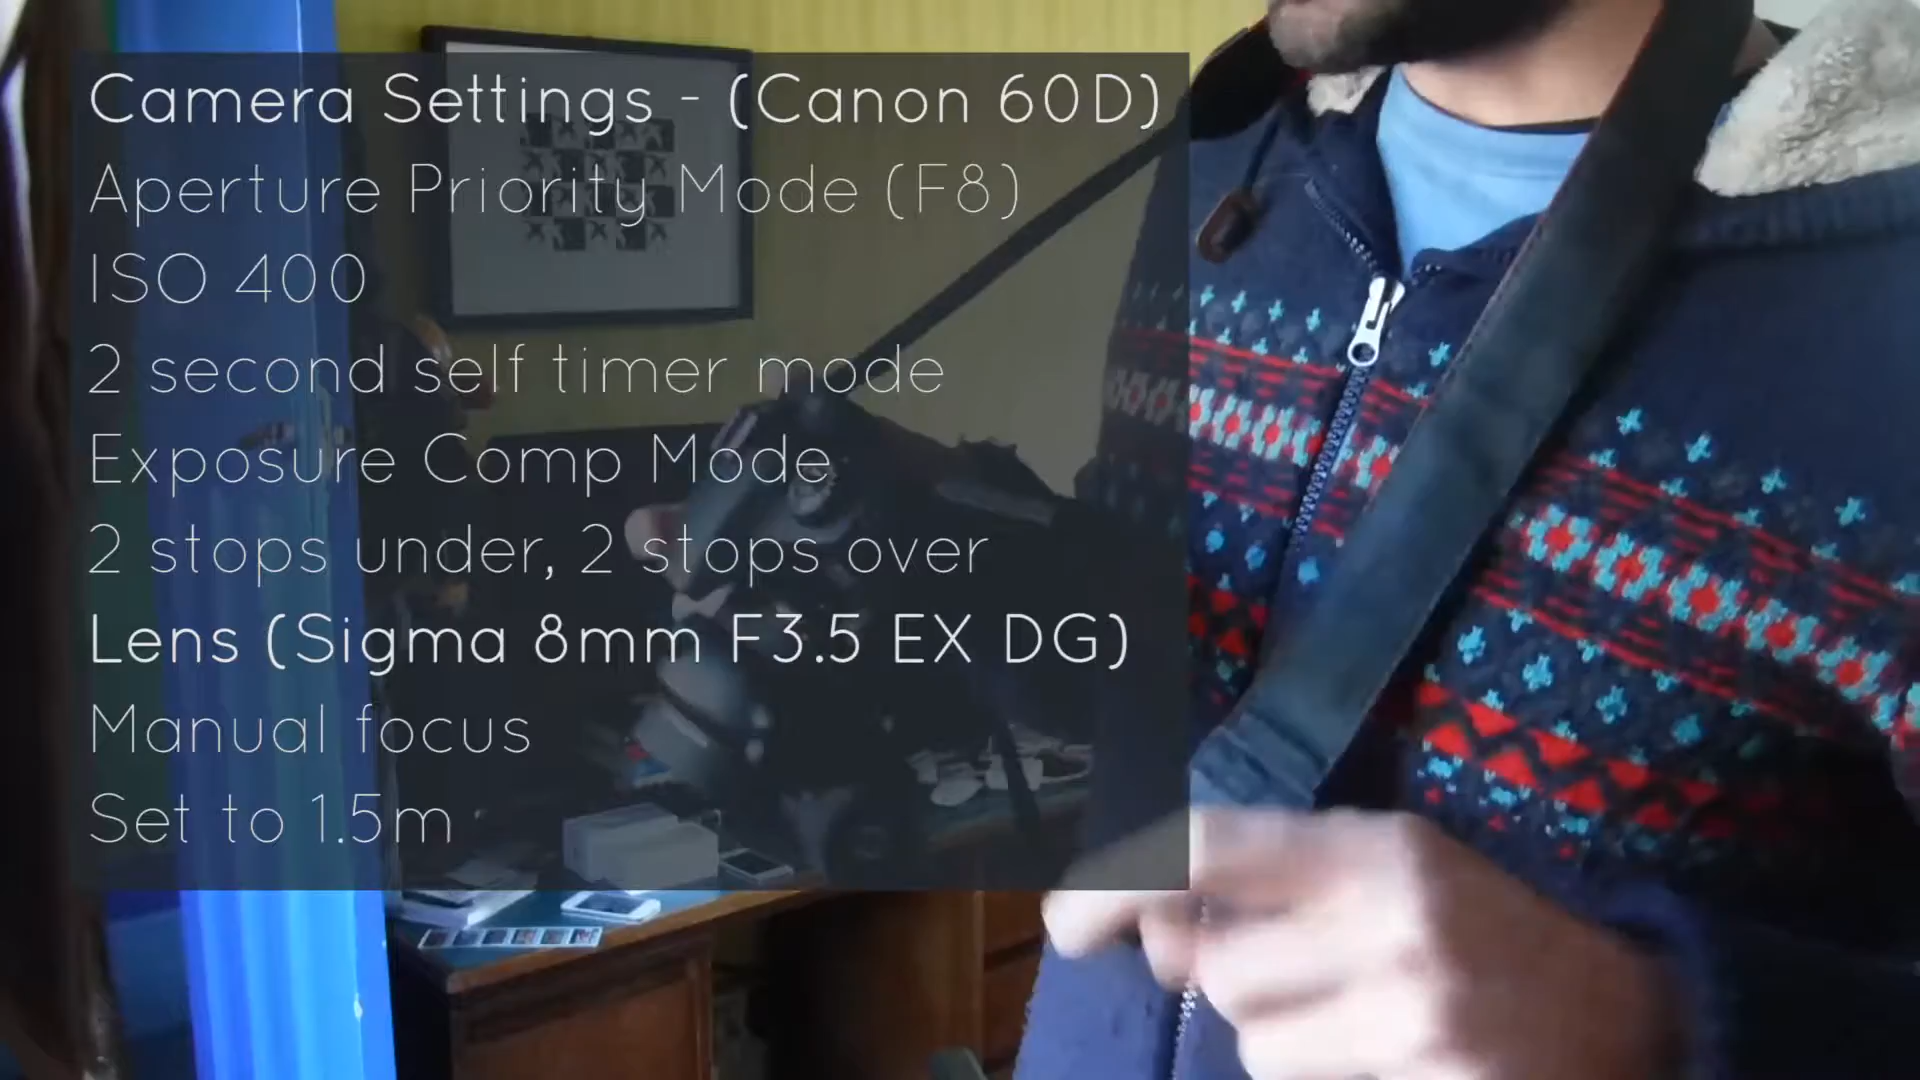 Camera Settings - (Canon 60D)
Aperture Priority Mode (F8)
ISO 400
2 second self timer mode
Exposure Comp Mode
2 stops under, 2 stops over
Lens (Sigma 8mm F3.5 EX DG)
Manual focus
Set to 1.5m